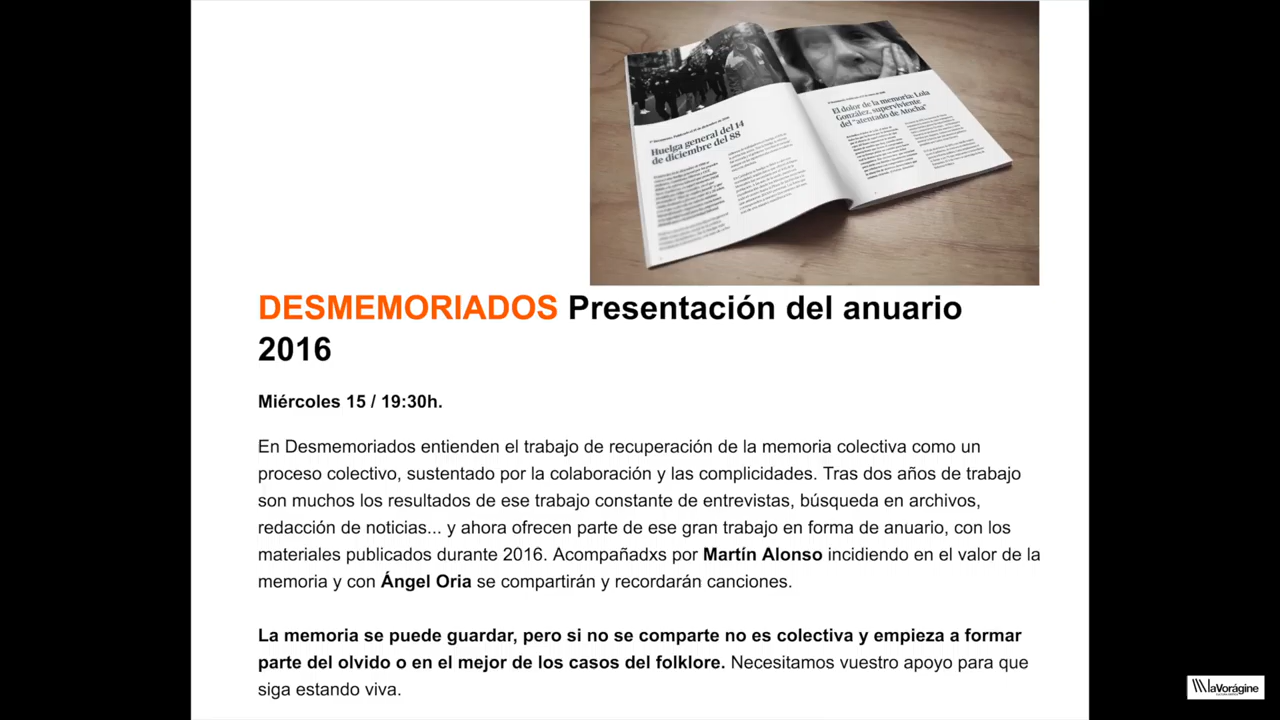 Huelga general del 14
de diciembre del 88
El dolor de la memoria: Lola
González, superviviente
del "atentado de Atocha"
DESMEMORIADOS Presentación del anuario
2016
Miércoles 15 / 19:30h.
En Desmemoriados entienden el trabajo de recuperación de la memoria colectiva como un
proceso colectivo, sustentado por la colaboración y las complicidades. Tras dos años de trabajo
son muchos los resultados de ese trabajo constante de entrevistas, búsqueda en archivos,
redacción de noticias... y ahora ofrecen parte de ese gran trabajo en forma de anuario, con los
materiales publicados durante 2016. Acompañadxs por Martín Alonso incidiendo en el valor de la
memoria y con Ángel Oria se compartirán y recordarán canciones.
La memoria se puede guardar, pero si no se comparte no es colectiva y empieza a formar
parte del olvido o en el mejor de los casos del folklore. Necesitamos vuestro apoyo para que
siga estando viva.
laVorágine